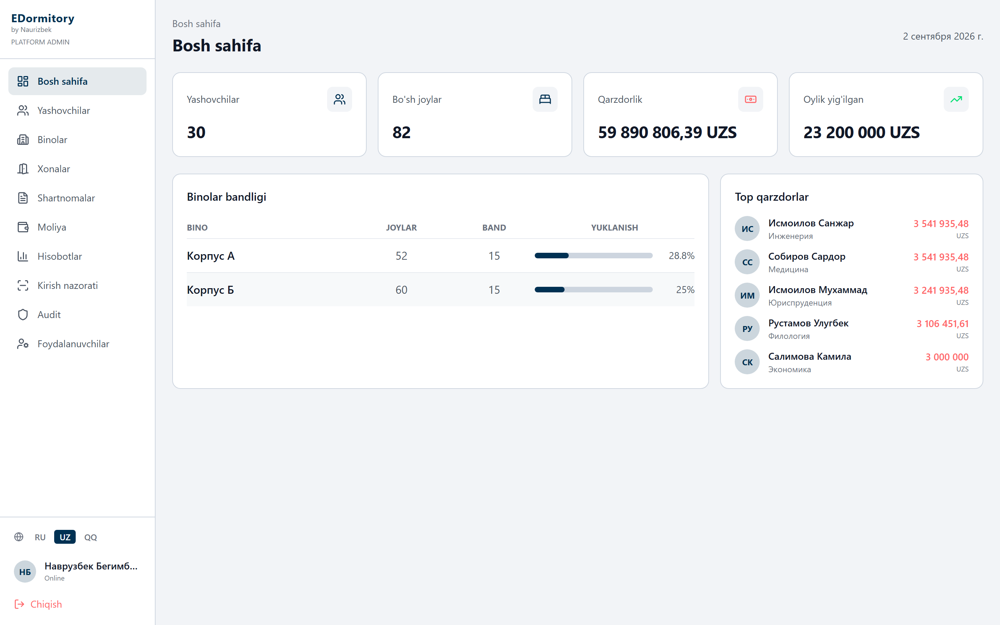 EDormitory
by Naurizbek
PLATFORM ADMIN
Bosh sahifa
Yashovchilar
Binolar
Xonalar
Shartnomalar
Moliya
Hisobotlar
Kirish nazorati
Audit
Foydalanuvchilar
RU UZ QQ
НБ
Наврузбек Бегимб...
Online
Chiqish
Bosh sahifa
Bosh sahifa
2 сентября 2026 г.
Yashovchilar
30
Bo'sh joylar
82
Qarzdorlik
59 890 806,39 UZS
Oylik yig'ilgan
23 200 000 UZS
Binolar bandligi
BINO JOYLAR BAND YUKLANISH
Корпус А 52 15 28.8%
Корпус Б 60 15 25%
Top qarzdorlar
ИС
Исмоилов Санжар 3 541 935,48
Инженерия UZS
СС
Собиров Сардор 3 541 935,48
Медицина UZS
ИМ
Исмоилов Мухаммад 3 241 935,48
Юриспруденция UZS
РУ
Рустамов Улугбек 3 106 451,61
Филология UZS
СК
Салимова Камила 3 000 000
Экономика UZS